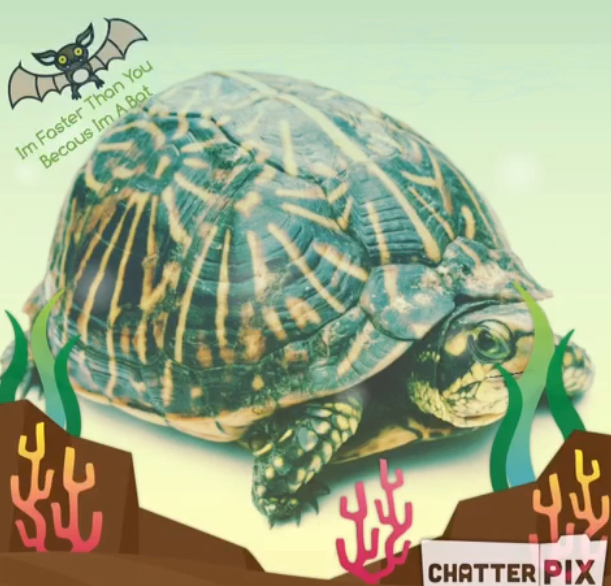 Im Faster Than You
Becaus Im A Bat
CHATTER PIX